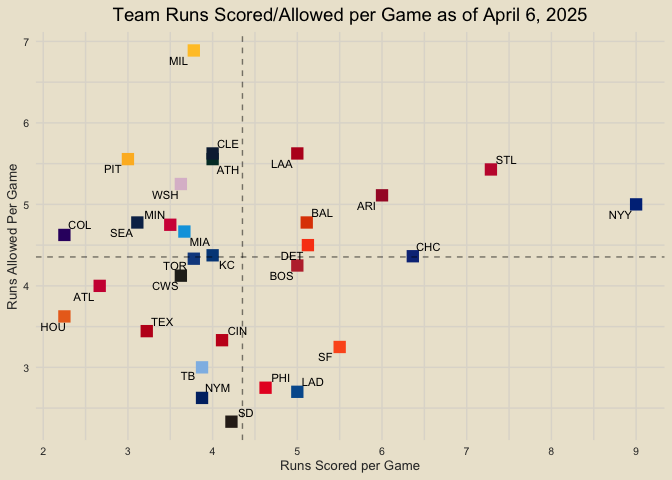 Team Runs Scored/Allowed per Game as of April 6, 2025
7
MIL
6
CLE
ATH
PIT
LAA
STL
WSH
ARI
5
NYY
COL
SEA
MIN
MIA
BAL
DET
CHC
TOR
KC
BOS
CWS
4
ATL
HOU
TEX
CIN
SF
3
TB
NYM
PHI
LAD
SD
2 3 4 5 6 7 8 9
Runs Scored per Game
Runs Allowed Per Game